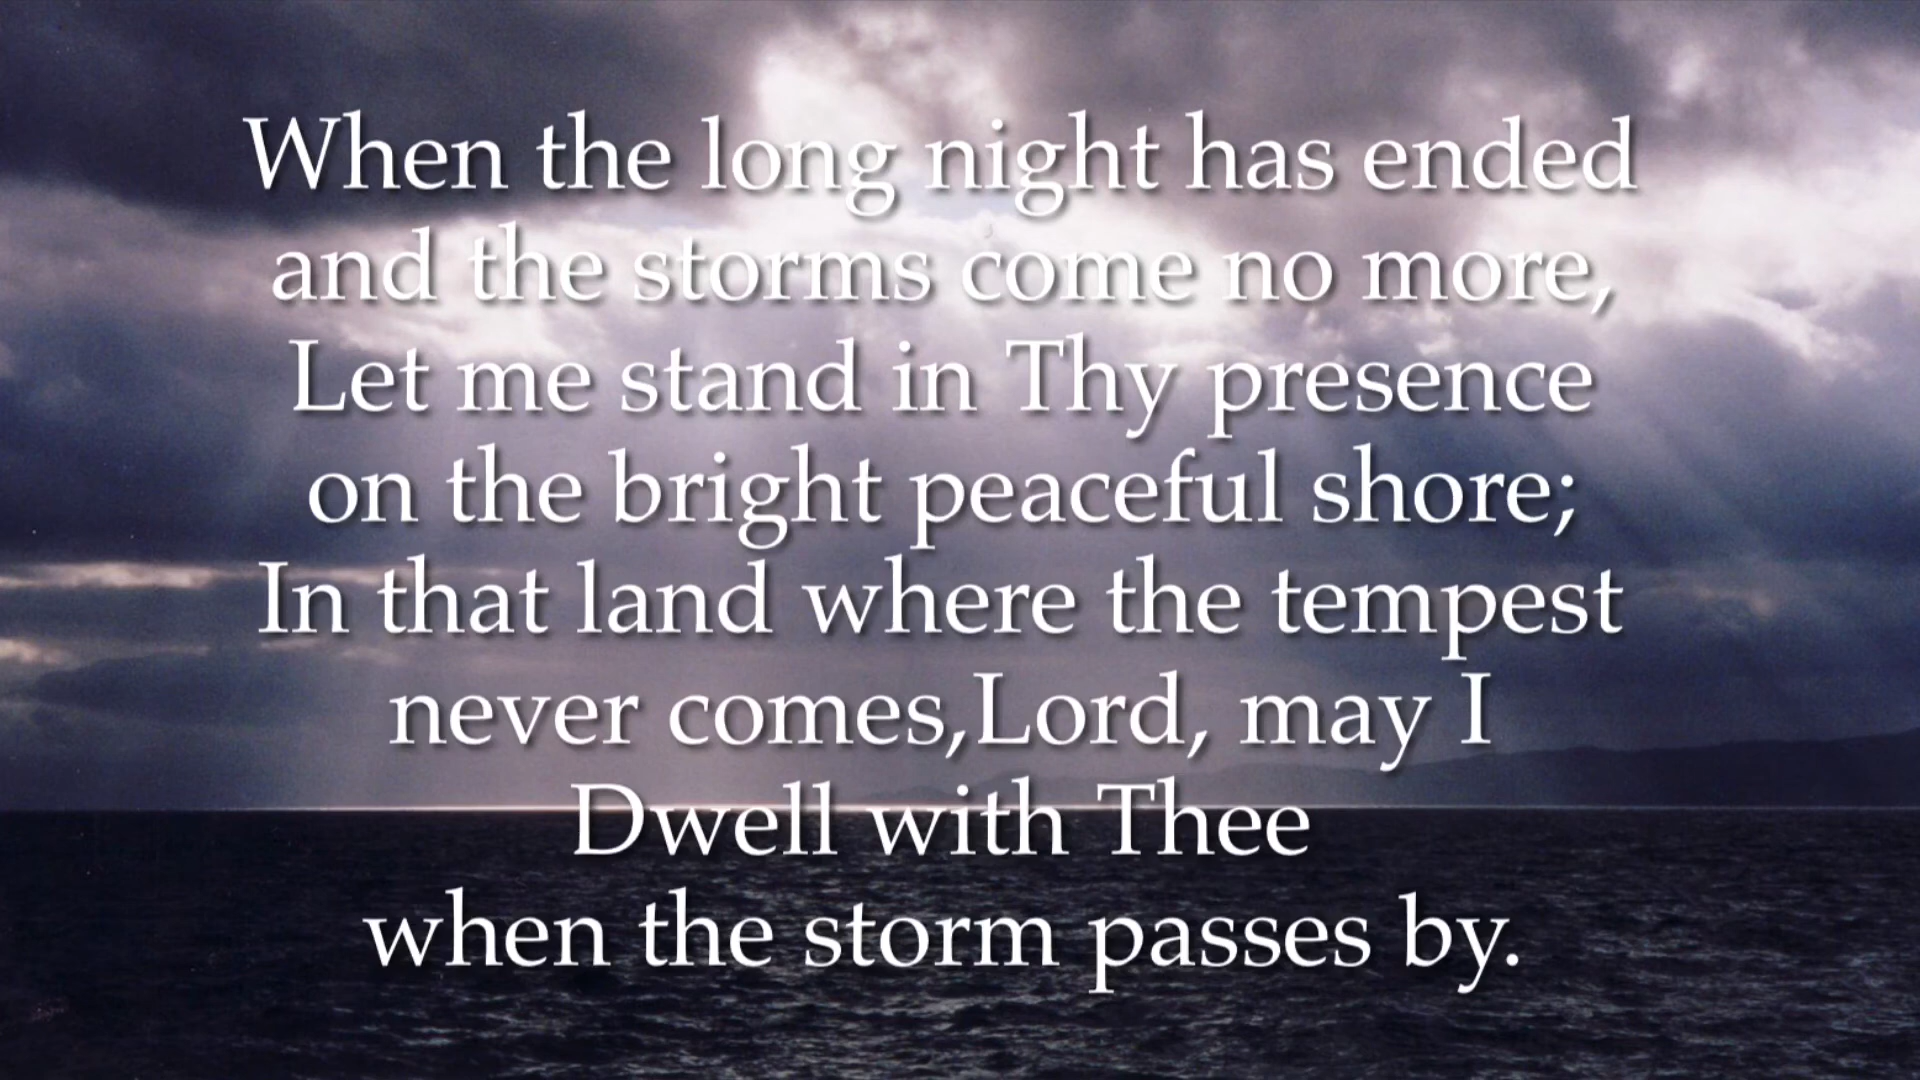 When the long night has ended
and the storms come no more,
Let me stand in Thy presence
on the bright peaceful shore;
In that land where the tempest
never comes,Lord, may I
Dwell with Thee
when the storm passes by.